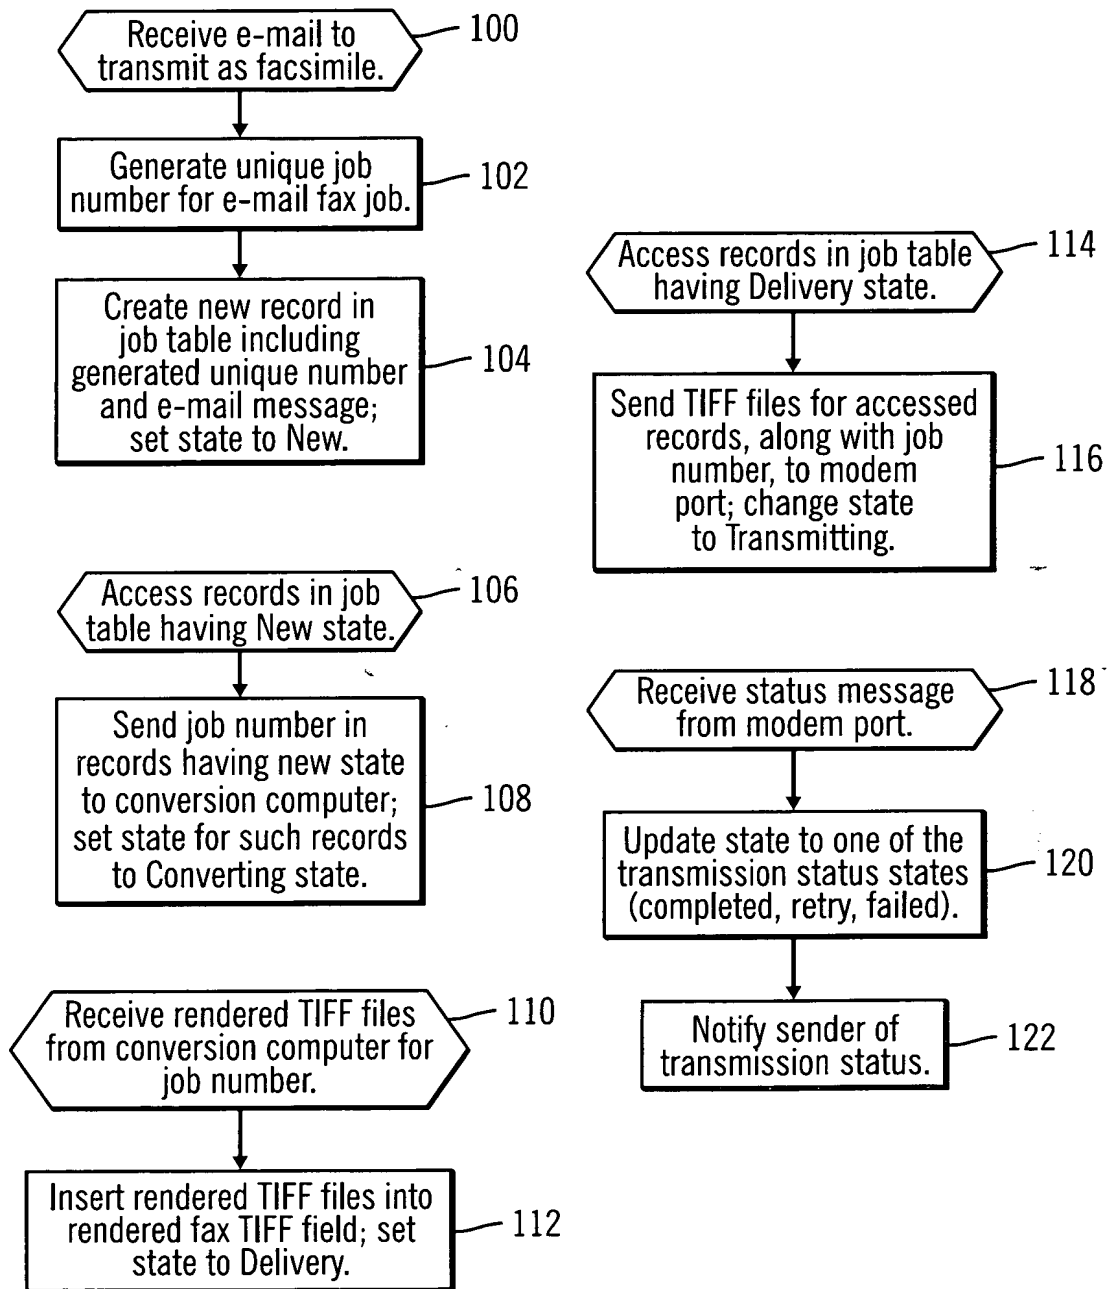 Receive e-mail to
transmit as facsimile.
100
Generate unique job
number for e-mail fax job.
102
Create new record in
job table including
generated unique number
and e-mail message;
set state to New.
104
Access records in job
table having New state.
106
Send job number in
records having new state
to conversion computer;
set state for such records
to Converting state.
108
Receive rendered TIFF files
from conversion computer for
job number.
110
Insert rendered TIFF files into
rendered fax TIFF field; set
state to Delivery.
112
Access records in job table
having Delivery state.
114
Send TIFF files for accessed
records, along with job
number, to modem
port; change state
to Transmitting.
116
Receive status message
from modem port.
118
Update state to one of the
transmission status states
(completed, retry, failed).
120
Notify sender of
transmission status.
122